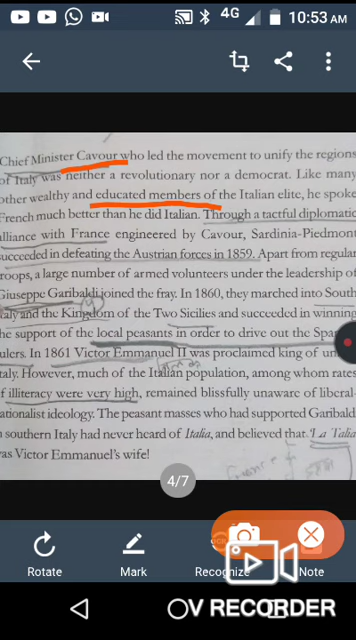 4G 10:53 AM
Chief Minister Cavour who led the movement to unify the regions
of Italy was neither a revolutionary nor a democrat. Like many
other wealthy and educated members of the Italian elite, he spoke
French much better than he did Italian. Through a tactful diplomatic
alliance with France engineered by Cavour, Sardinia-Piedmont
succeeded in defeating the Austrian forces in 1859. Apart from regular
roops, a large number of armed volunteers under the leadership of
Giuseppe Garibaldi joined the fray. In 1860, they marched into South
taly and the Kingdom of the Two Sicilies and succeeded in winning
the support of the local peasants in order to drive out the Spa
ulers. In 1861 Victor Emmanuel II was proclaimed king of un
taly. However, much of the Italian population, among whom rates
f illiteracy were very high, remained blissfully unaware of liberal-
nationalist ideology. The peasant masses who had supported Garibald
n southern Italy had never heard of Italia, and believed that 'La Talia
was Victor Emmanuel's wife!
4/7
Rotate Mark Recognize Note
V RECORDER